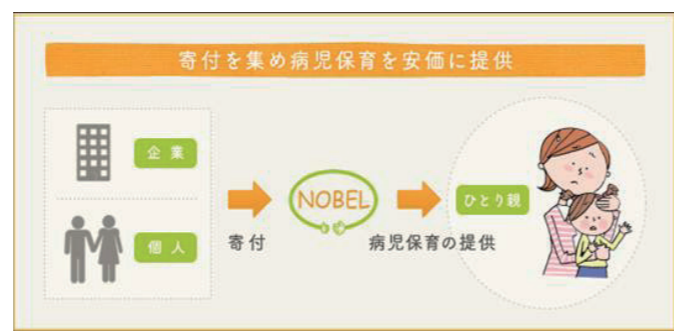 寄付を集め病児保育を安価に提供
企業
個人
寄付
NOBEL
病児保育の提供
ひとり親